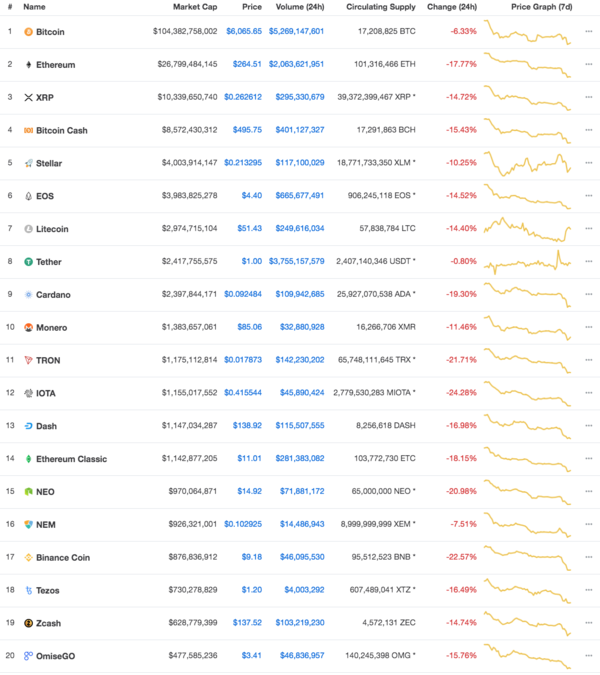 # Name Market Cap Price Volume (24h) Circulating Supply Change (24h) Price Graph (7d)
1 Bitcoin $104,382,758,002 $6,065.65 $5,269,147,601 17,208,825 BTC -6.33%
2 Ethereum $26,799,484,145 $264.51 $2,063,621,951 101,316,466 ETH -17.77%
3 XRP $10,339,650,740 $0.262612 $295,330,679 39,372,399,467 XRP * -14.72%
4 Bitcoin Cash $8,572,430,312 $495.75 $401,127,327 17,291,863 BCH -15.43%
5 Stellar $4,003,914,147 $0.213295 $117,100,029 18,771,733,350 XLM * -10.25%
6 EOS $3,983,825,278 $4.40 $665,677,491 906,245,118 EOS * -14.52%
7 Litecoin $2,974,715,104 $51.43 $249,616,034 57,838,784 LTC -14.40%
8 Tether $2,417,755,575 $1.00 $3,755,157,579 2,407,140,346 USDT * -0.80%
9 Cardano $2,397,844,171 $0.092484 $109,942,685 25,927,070,538 ADA * -19.30%
10 Monero $1,383,657,061 $85.06 $32,880,928 16,266,706 XMR -11.46%
11 TRON $1,175,112,814 $0.017873 $142,230,202 65,748,111,645 TRX * -21.71%
12 IOTA $1,155,017,552 $0.415544 $45,890,424 2,779,530,283 MIOTA * -24.28%
13 Dash $1,147,034,287 $138.92 $115,507,555 8,256,618 DASH -16.98%
14 Ethereum Classic $1,142,877,205 $11.01 $281,383,082 103,772,730 ETC -18.15%
15 NEO $970,064,871 $14.92 $71,881,172 65,000,000 NEO * -20.98%
16 NEM $926,321,001 $0.102925 $14,486,943 8,999,999,999 XEM * -7.51%
17 Binance Coin $876,836,912 $9.18 $46,095,530 95,512,523 BNB * -22.57%
18 Tezos $730,278,829 $1.20 $4,003,292 607,489,041 XTZ * -16.49%
19 Zcash $628,779,399 $137.52 $103,219,230 4,572,131 ZEC -14.74%
20 OmiseGO $477,585,236 $3.41 $46,836,957 140,245,398 OMG * -15.76%